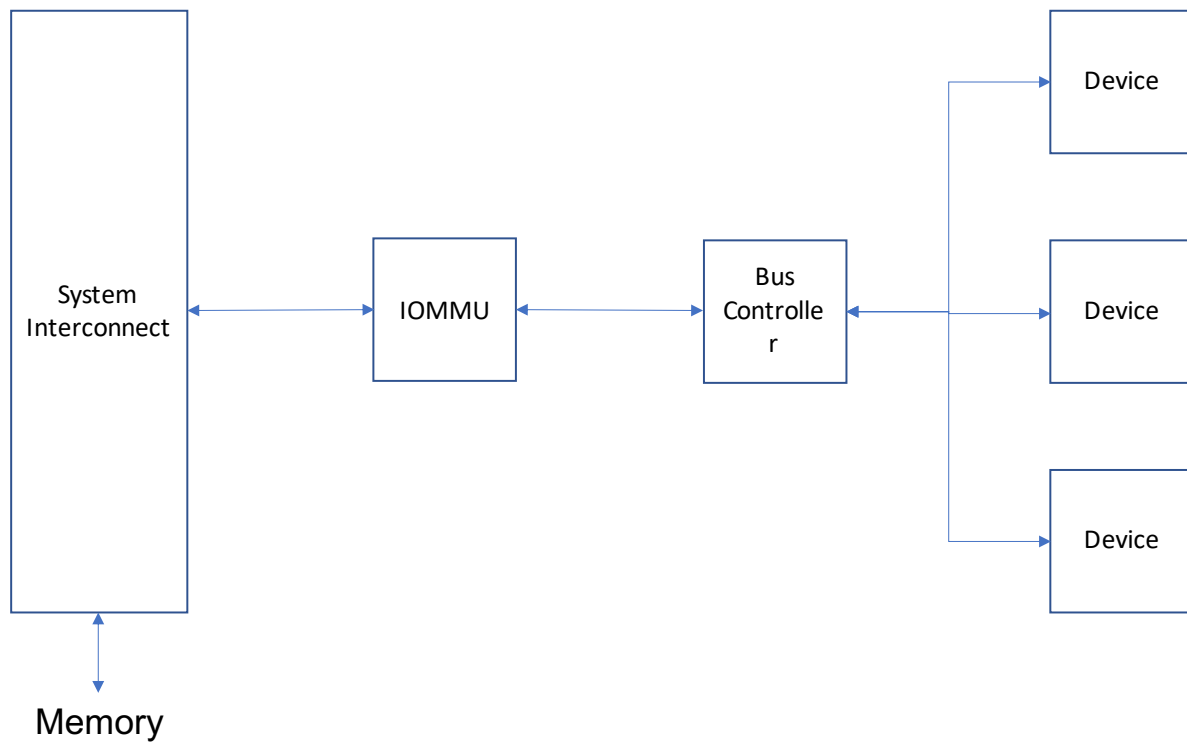 Device
System
Interconnect
IOMMU
Bus
Controlle
r
Device
Device
Memory